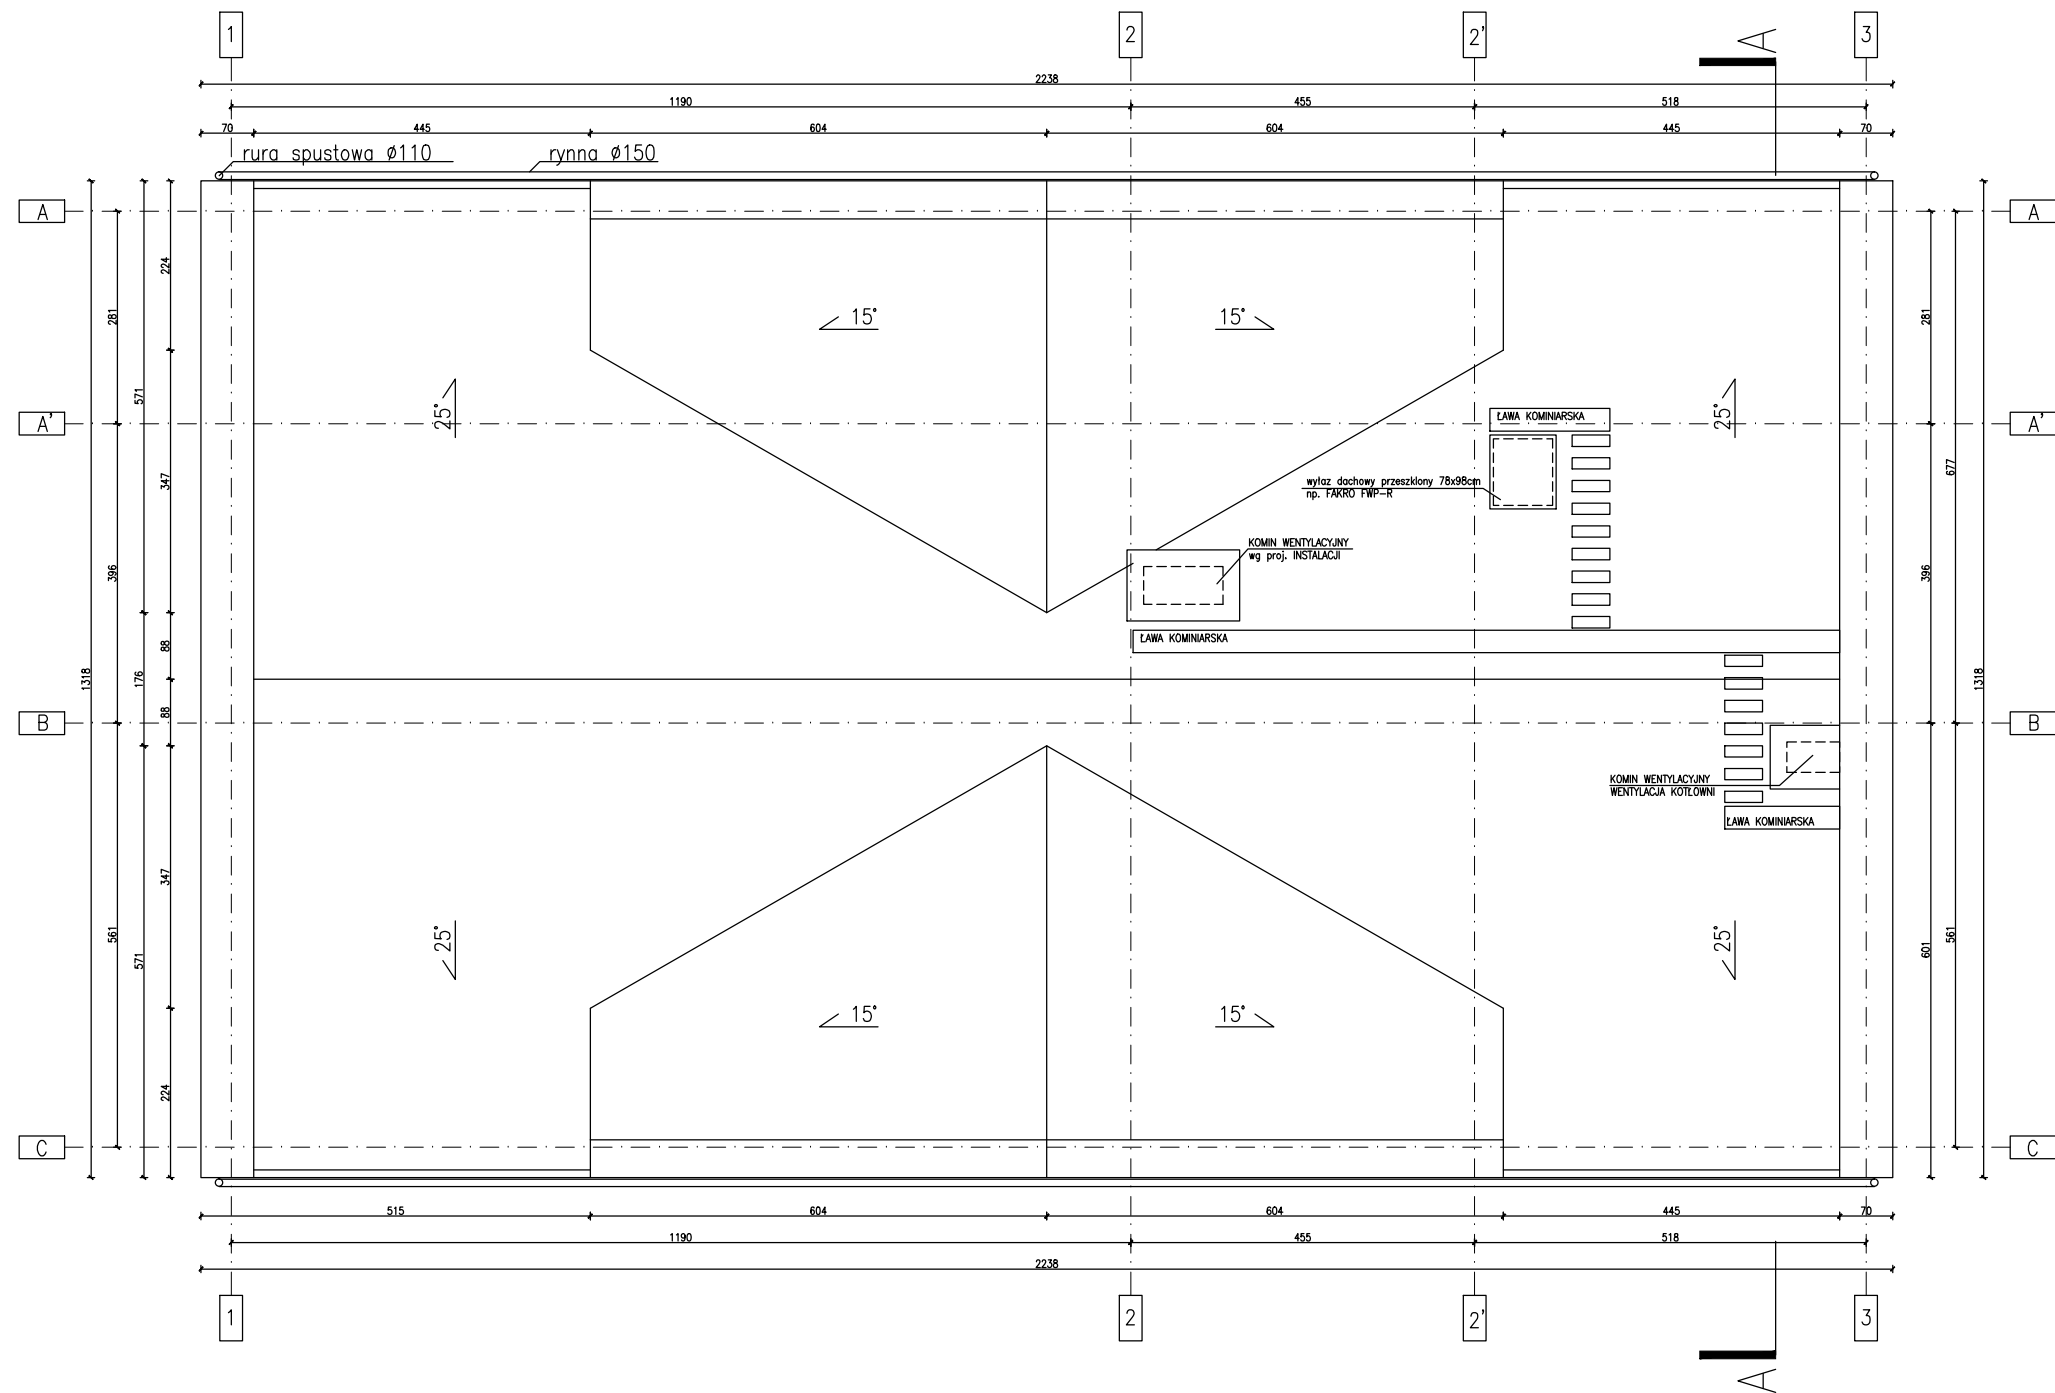 1
2
2'
3
A
2238
1190
455
518
70
445
604
604
445
70
rura spustowa Ø110
rynna Ø150
A
A
224
281
281
15°
15°
571
25°
25°
ŁAWA KOMINIARSKA
A'
A'
347
677
wyłaz dachowy przeszklony 78x98cm
np. FAKRO FWP-R
KOMIN WENTYLACYJNY
wg proj. INSTALACJI
396
396
ŁAWA KOMINIARSKA
88
1318
176
1318
88
B
B
KOMIN WENTYLACYJNY
WENTYLACJA KOTŁOWNI
ŁAWA KOMINIARSKA
347
561
571
25°
25°
601
561
15°
15°
224
C
C
515
604
604
445
70
1190
455
518
2238
1
2
2'
3
A